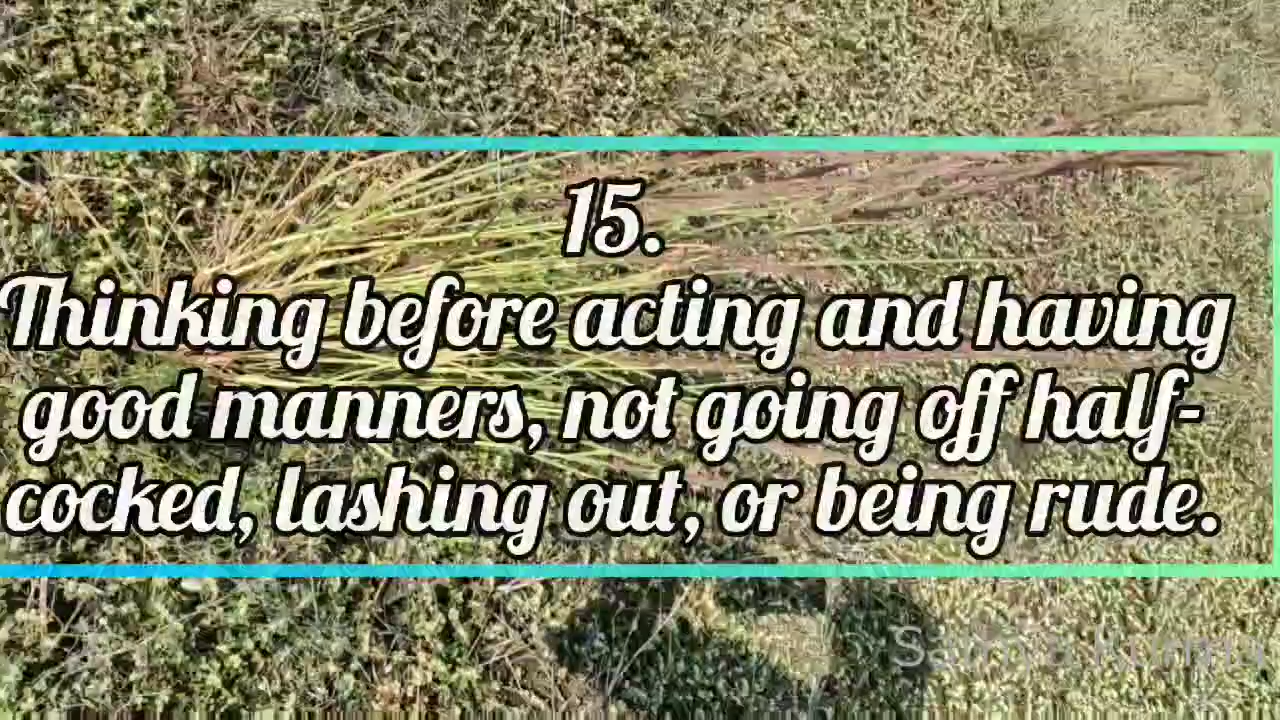 15.
Thinking before acting and having
good manners, not going off half-
cocked, lashing out, or being rude.